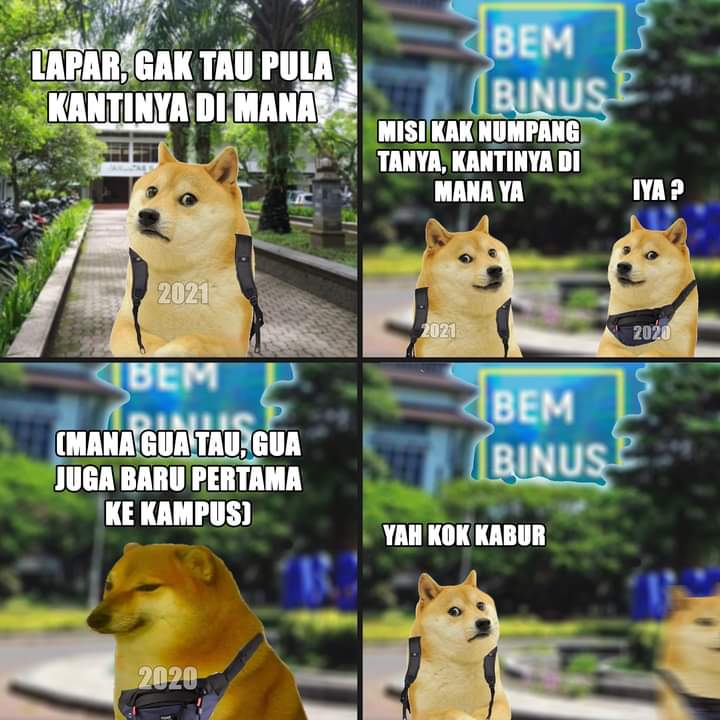 LAPAR, GAK TAU PULA
KANTINYA DI MANA
2021
BEM
BINUS
MISI KAK NUMPANG
TANYA, KANTINYA DI
MANA YA
IYA ?
2021
2020
BEM
BINUS
(MANA GUA TAU, GUA
JUGA BARU PERTAMA
KE KAMPUS)
2020
BEM
BINUS
YAH KOK KABUR